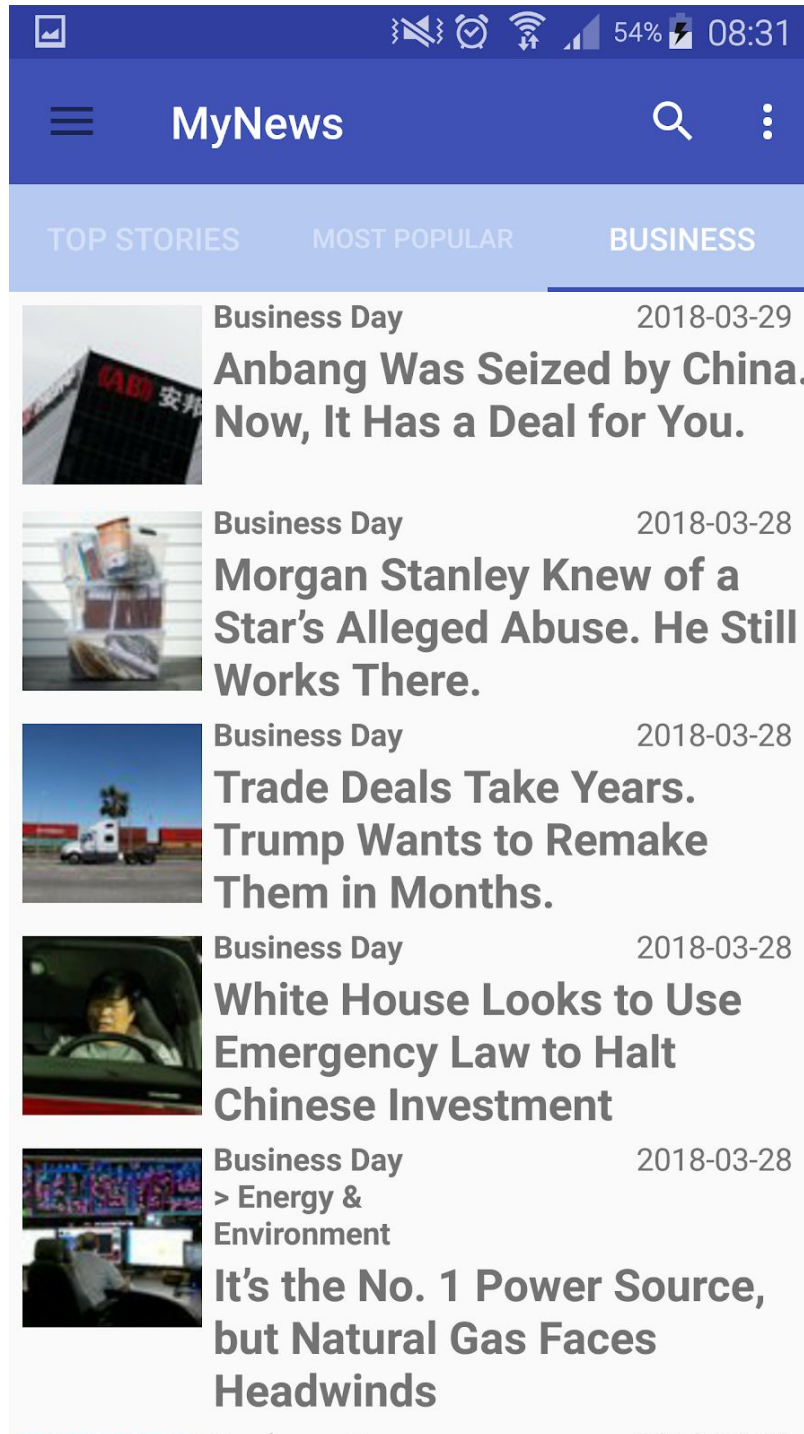 54% 08:31
MyNews
TOP STORIES MOST POPULAR BUSINESS
Business Day 2018-03-29
Anbang Was Seized by China.
Now, It Has a Deal for You.
安邦
Business Day 2018-03-28
Morgan Stanley Knew of a
Star’s Alleged Abuse. He Still
Works There.
Business Day 2018-03-28
Trade Deals Take Years.
Trump Wants to Remake
Them in Months.
Business Day 2018-03-28
White House Looks to Use
Emergency Law to Halt
Chinese Investment
Business Day 2018-03-28
> Energy &
Environment
It’s the No. 1 Power Source,
but Natural Gas Faces
Headwinds